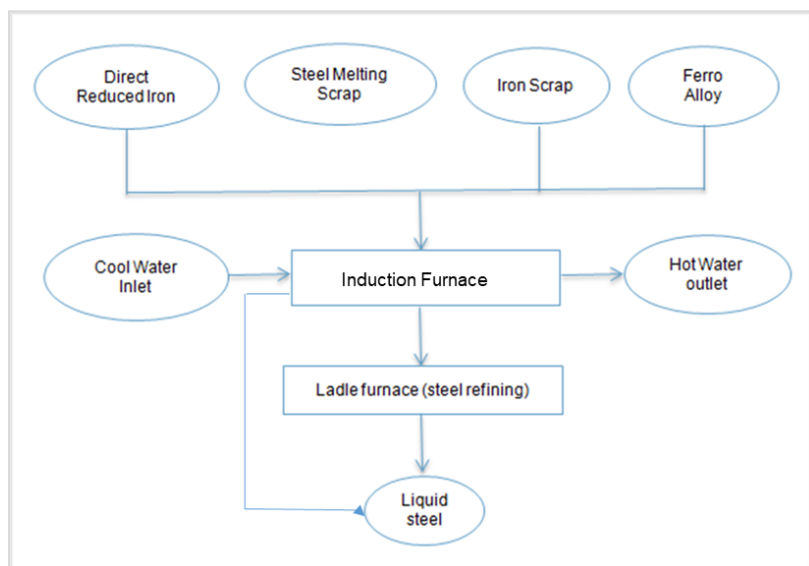 Direct
Reduced Iron
Steel Melting
Scrap
Iron Scrap
Ferro
Alloy
Cool Water
Inlet
Induction Furnace
Hot Water
outlet
Ladle furnace (steel refining)
Liquid
steel